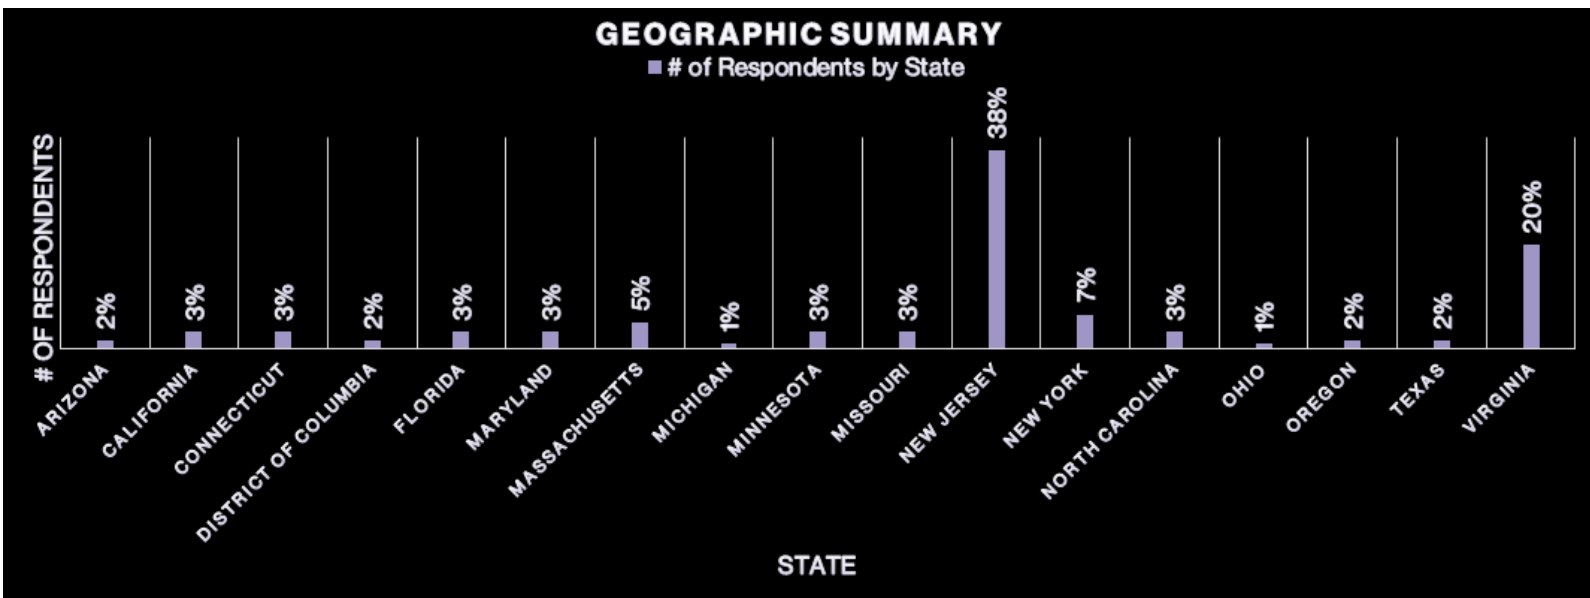 GEOGRAPHIC SUMMARY
# of Respondents by State
# OF RESPONDENTS
2%
3%
3%
2%
3%
3%
5%
1%
3%
3%
38%
7%
3%
1%
2%
2%
20%
ARIZONA
CALIFORNIA
CONNECTICUT
DISTRICT OF COLUMBIA
FLORIDA
MARYLAND
MASSACHUSETTS
MICHIGAN
MINNESOTA
MISSOURI
NEW JERSEY
NEW YORK
NORTH CAROLINA
OHIO
OREGON
TEXAS
VIRGINIA
STATE